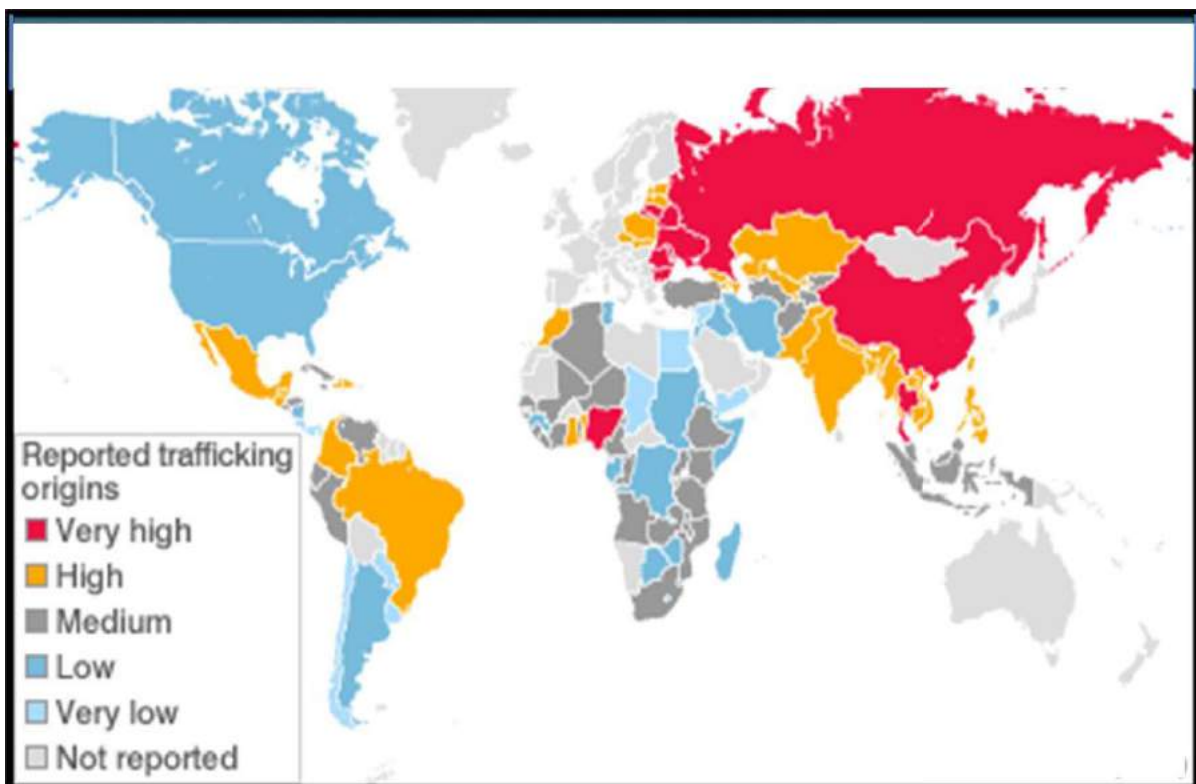 Reported trafficking
origins
Very high
High
Medium
Low
Very low
Not reported